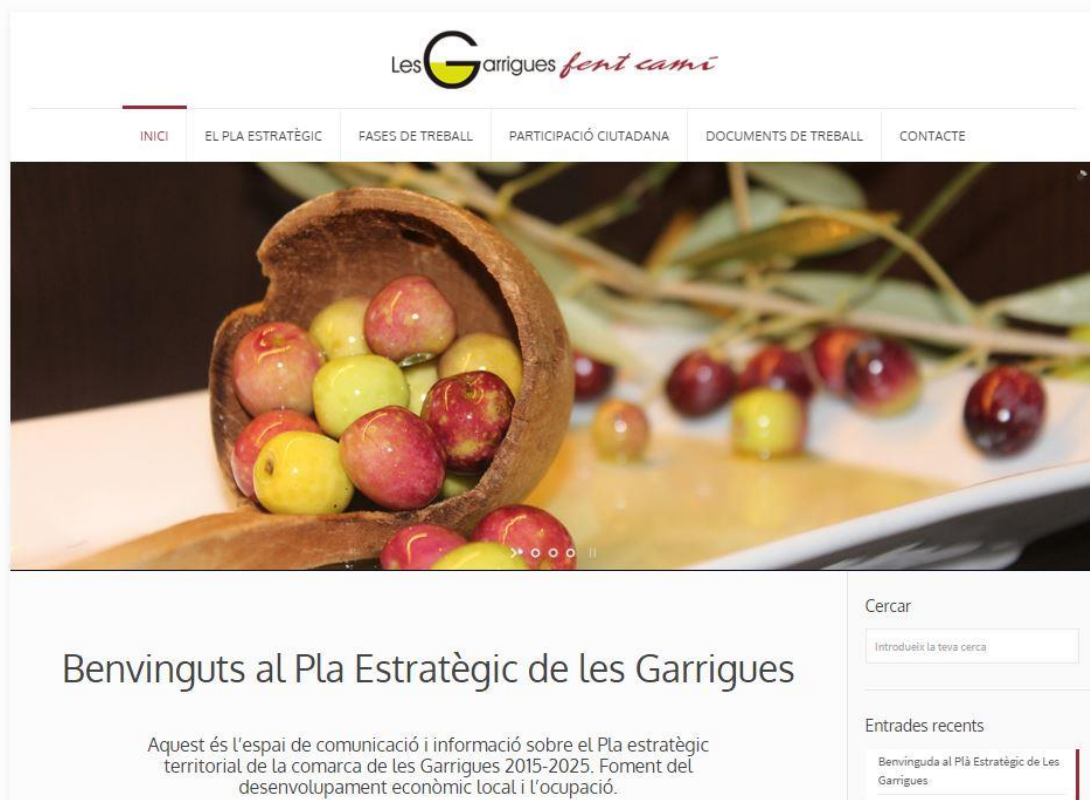 Les Garrigues fent camí
INICI
EL PLA ESTRATÈGIC
FASES DE TREBALL
PARTICIPACIÓ CIUTADANA
DOCUMENTS DE TREBALL
CONTACTE
Benvinguts al Pla Estratègic de les Garrigues
Aquest és l'espai de comunicació i informació sobre el Pla estratègic
territorial de la comarca de les Garrigues 2015-2025. Foment del
desenvolupament econòmic local i l'ocupació.
Cercar
Introdueix la teva cerca
Entrades recents
Benvinguda al Plà Estratègic de Les
Garrigues